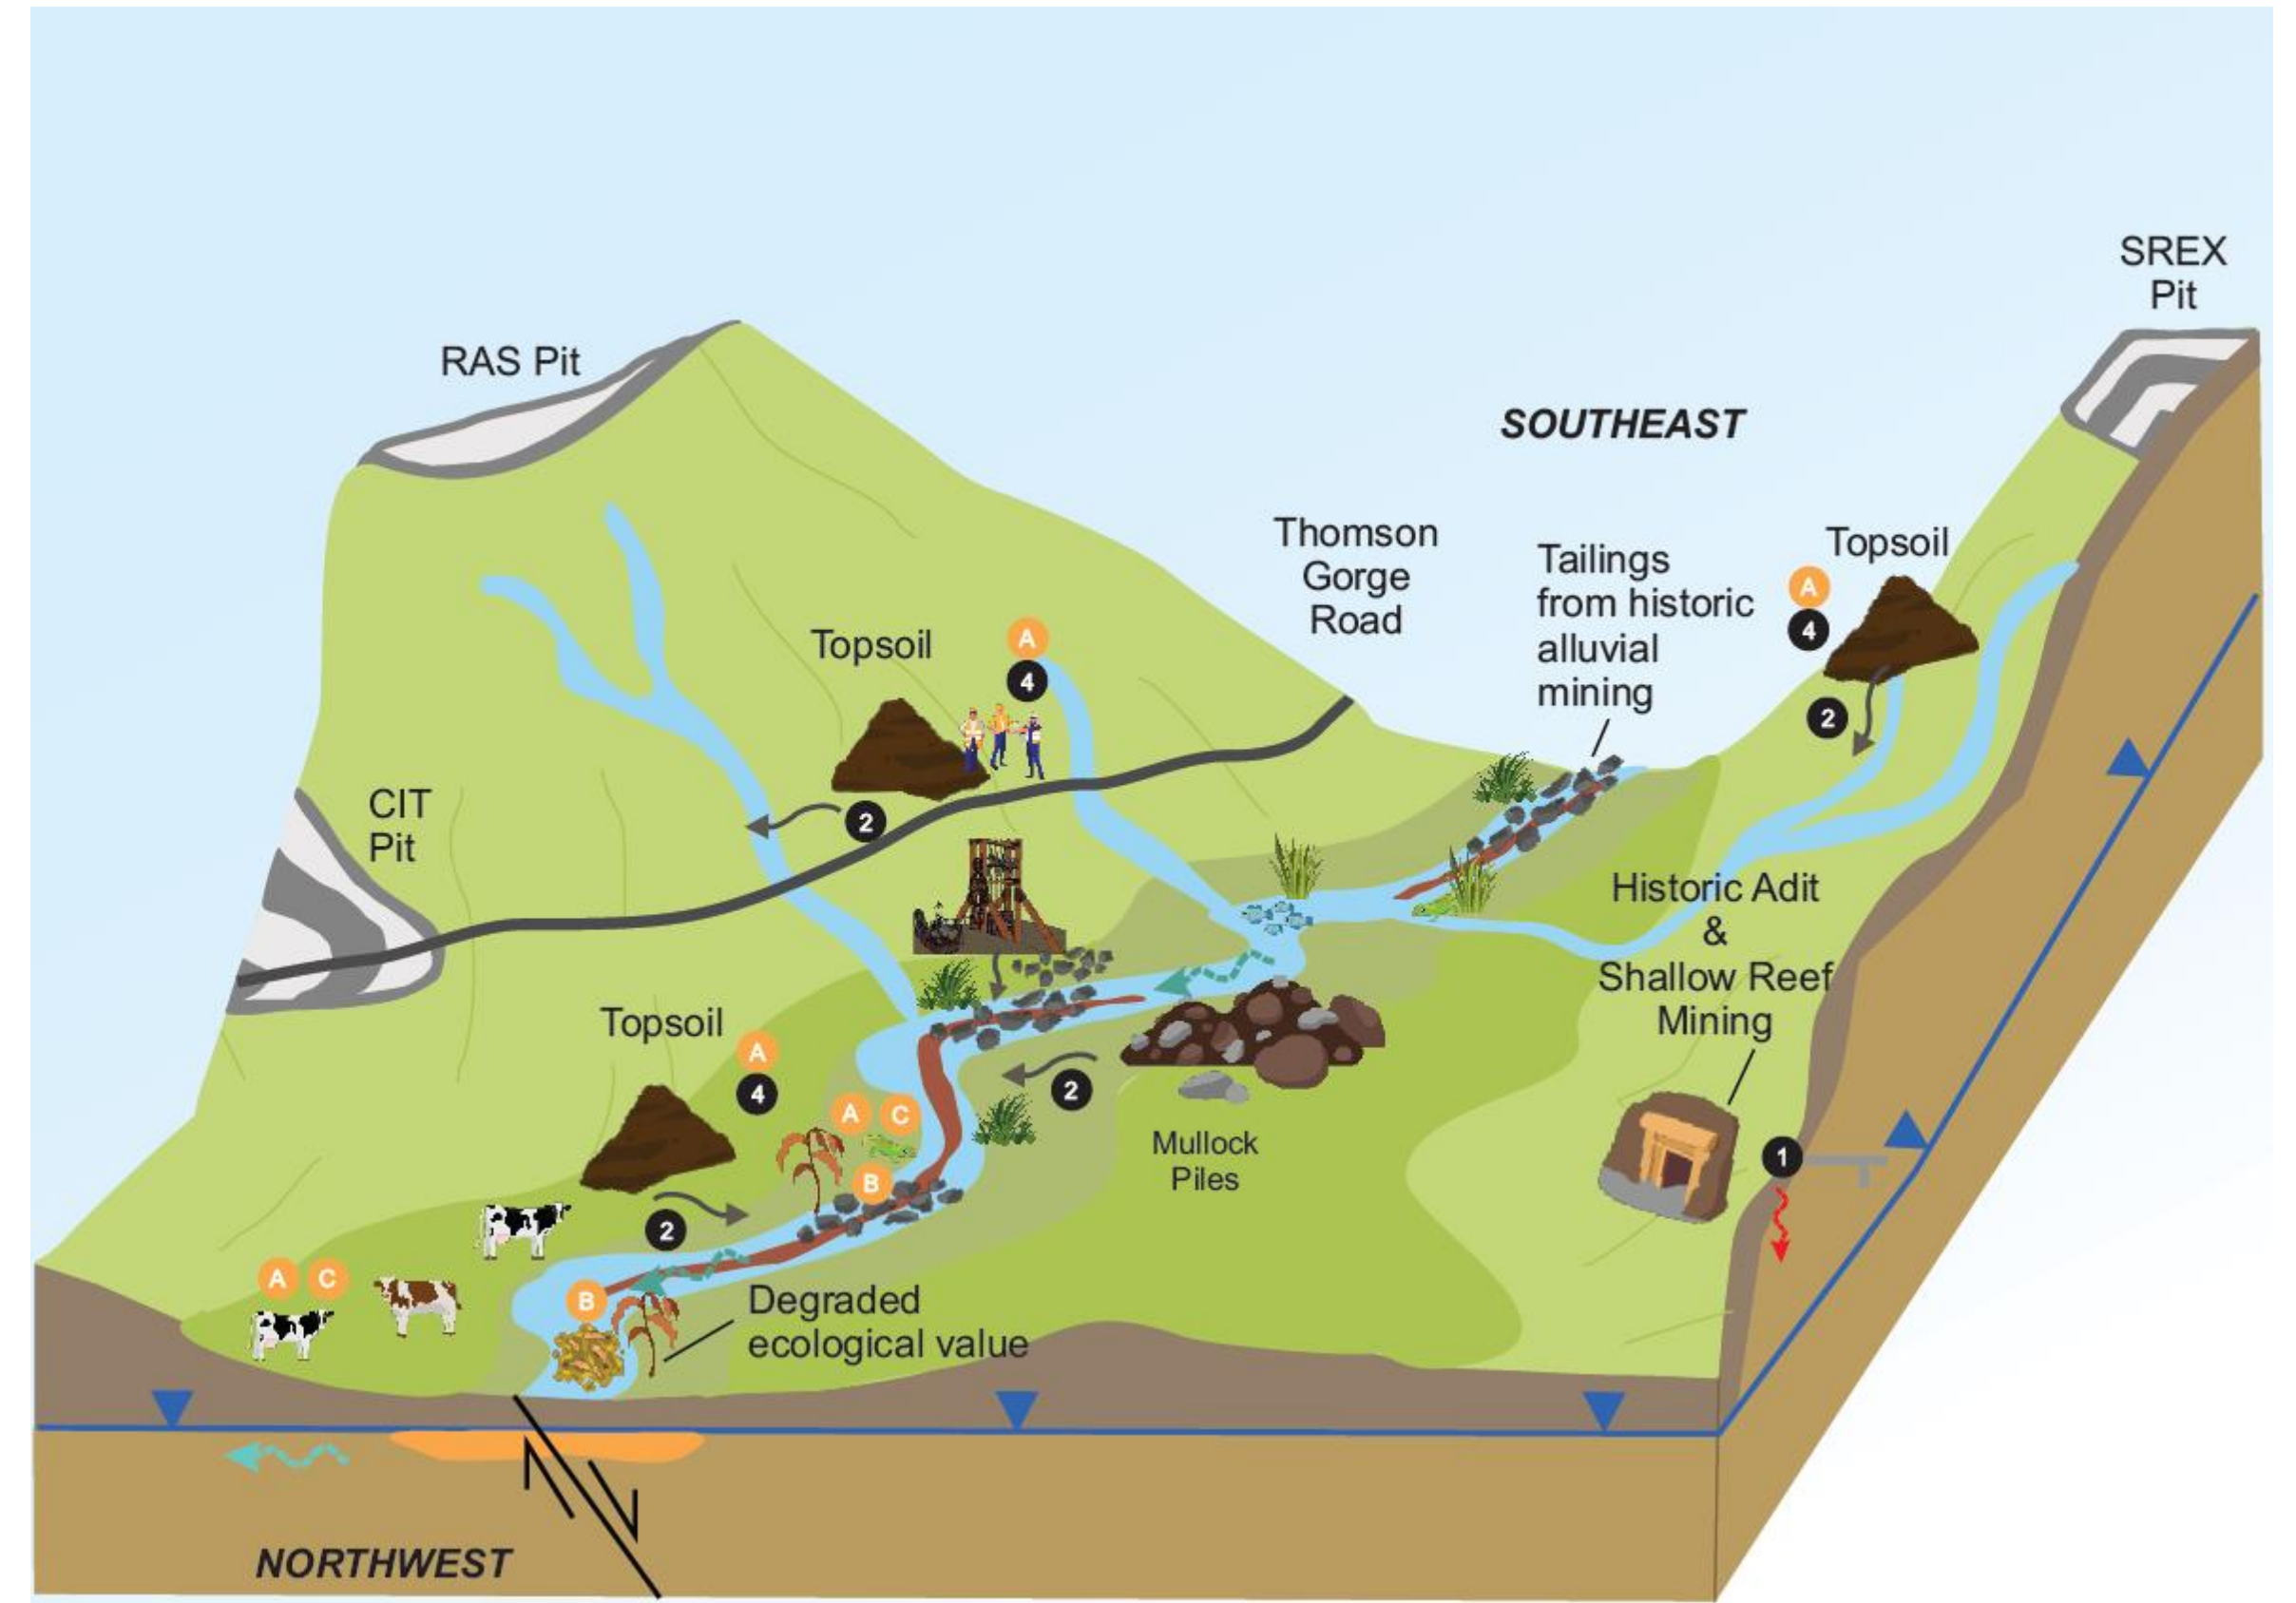 SREX
Pit
RAS Pit
SOUTHEAST
Thomson
Gorge
Road
Tailings
from historic
alluvial
mining
Topsoil
A
4
2
Topsoil
A
4
2
CIT
Pit
Historic Adit
&
Shallow Reef
Mining
1
Topsoil
A
4
2
A C
B
2
Mullock
Piles
A C
B
Degraded
ecological value
NORTHWEST